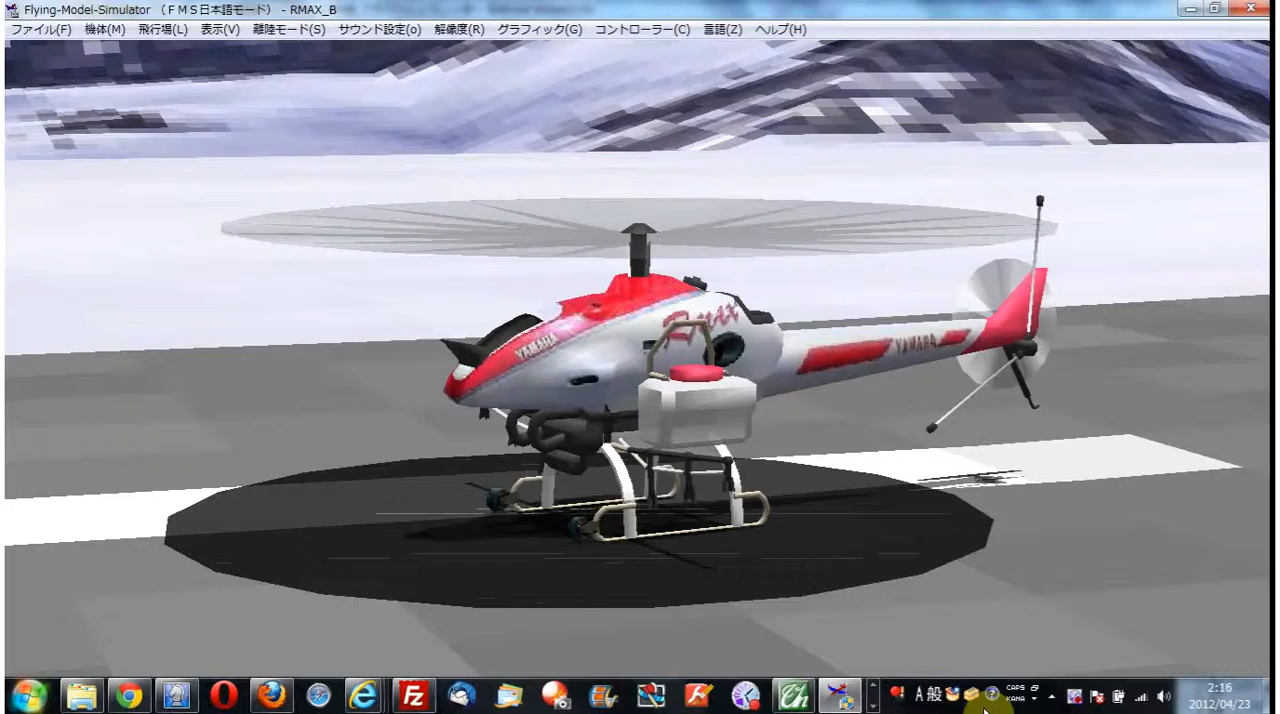 Flying-Model-Simulator （ＦＭＳ日本語モード） - RMAX_B
ファイル(F) 機体(M) 飛行場(L) 表示(V) 離陸モード(S) サウンド設定(o) 解像度(R) グラフィック(G) コントローラー(C) 言語(Z) ヘルプ(H)
Rmax
YAMAHA
YAMAHA
Fz
A 般
CAPS
KANA
2:16
2012/04/23